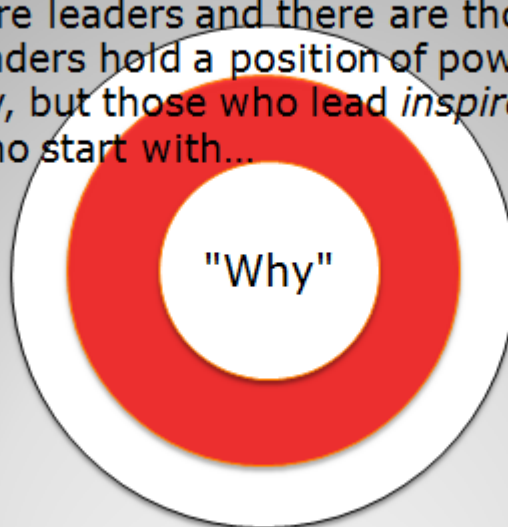 re leaders and there are tho
ders hold a position of pow
, but those who lead inspir
o start with...
"Why"